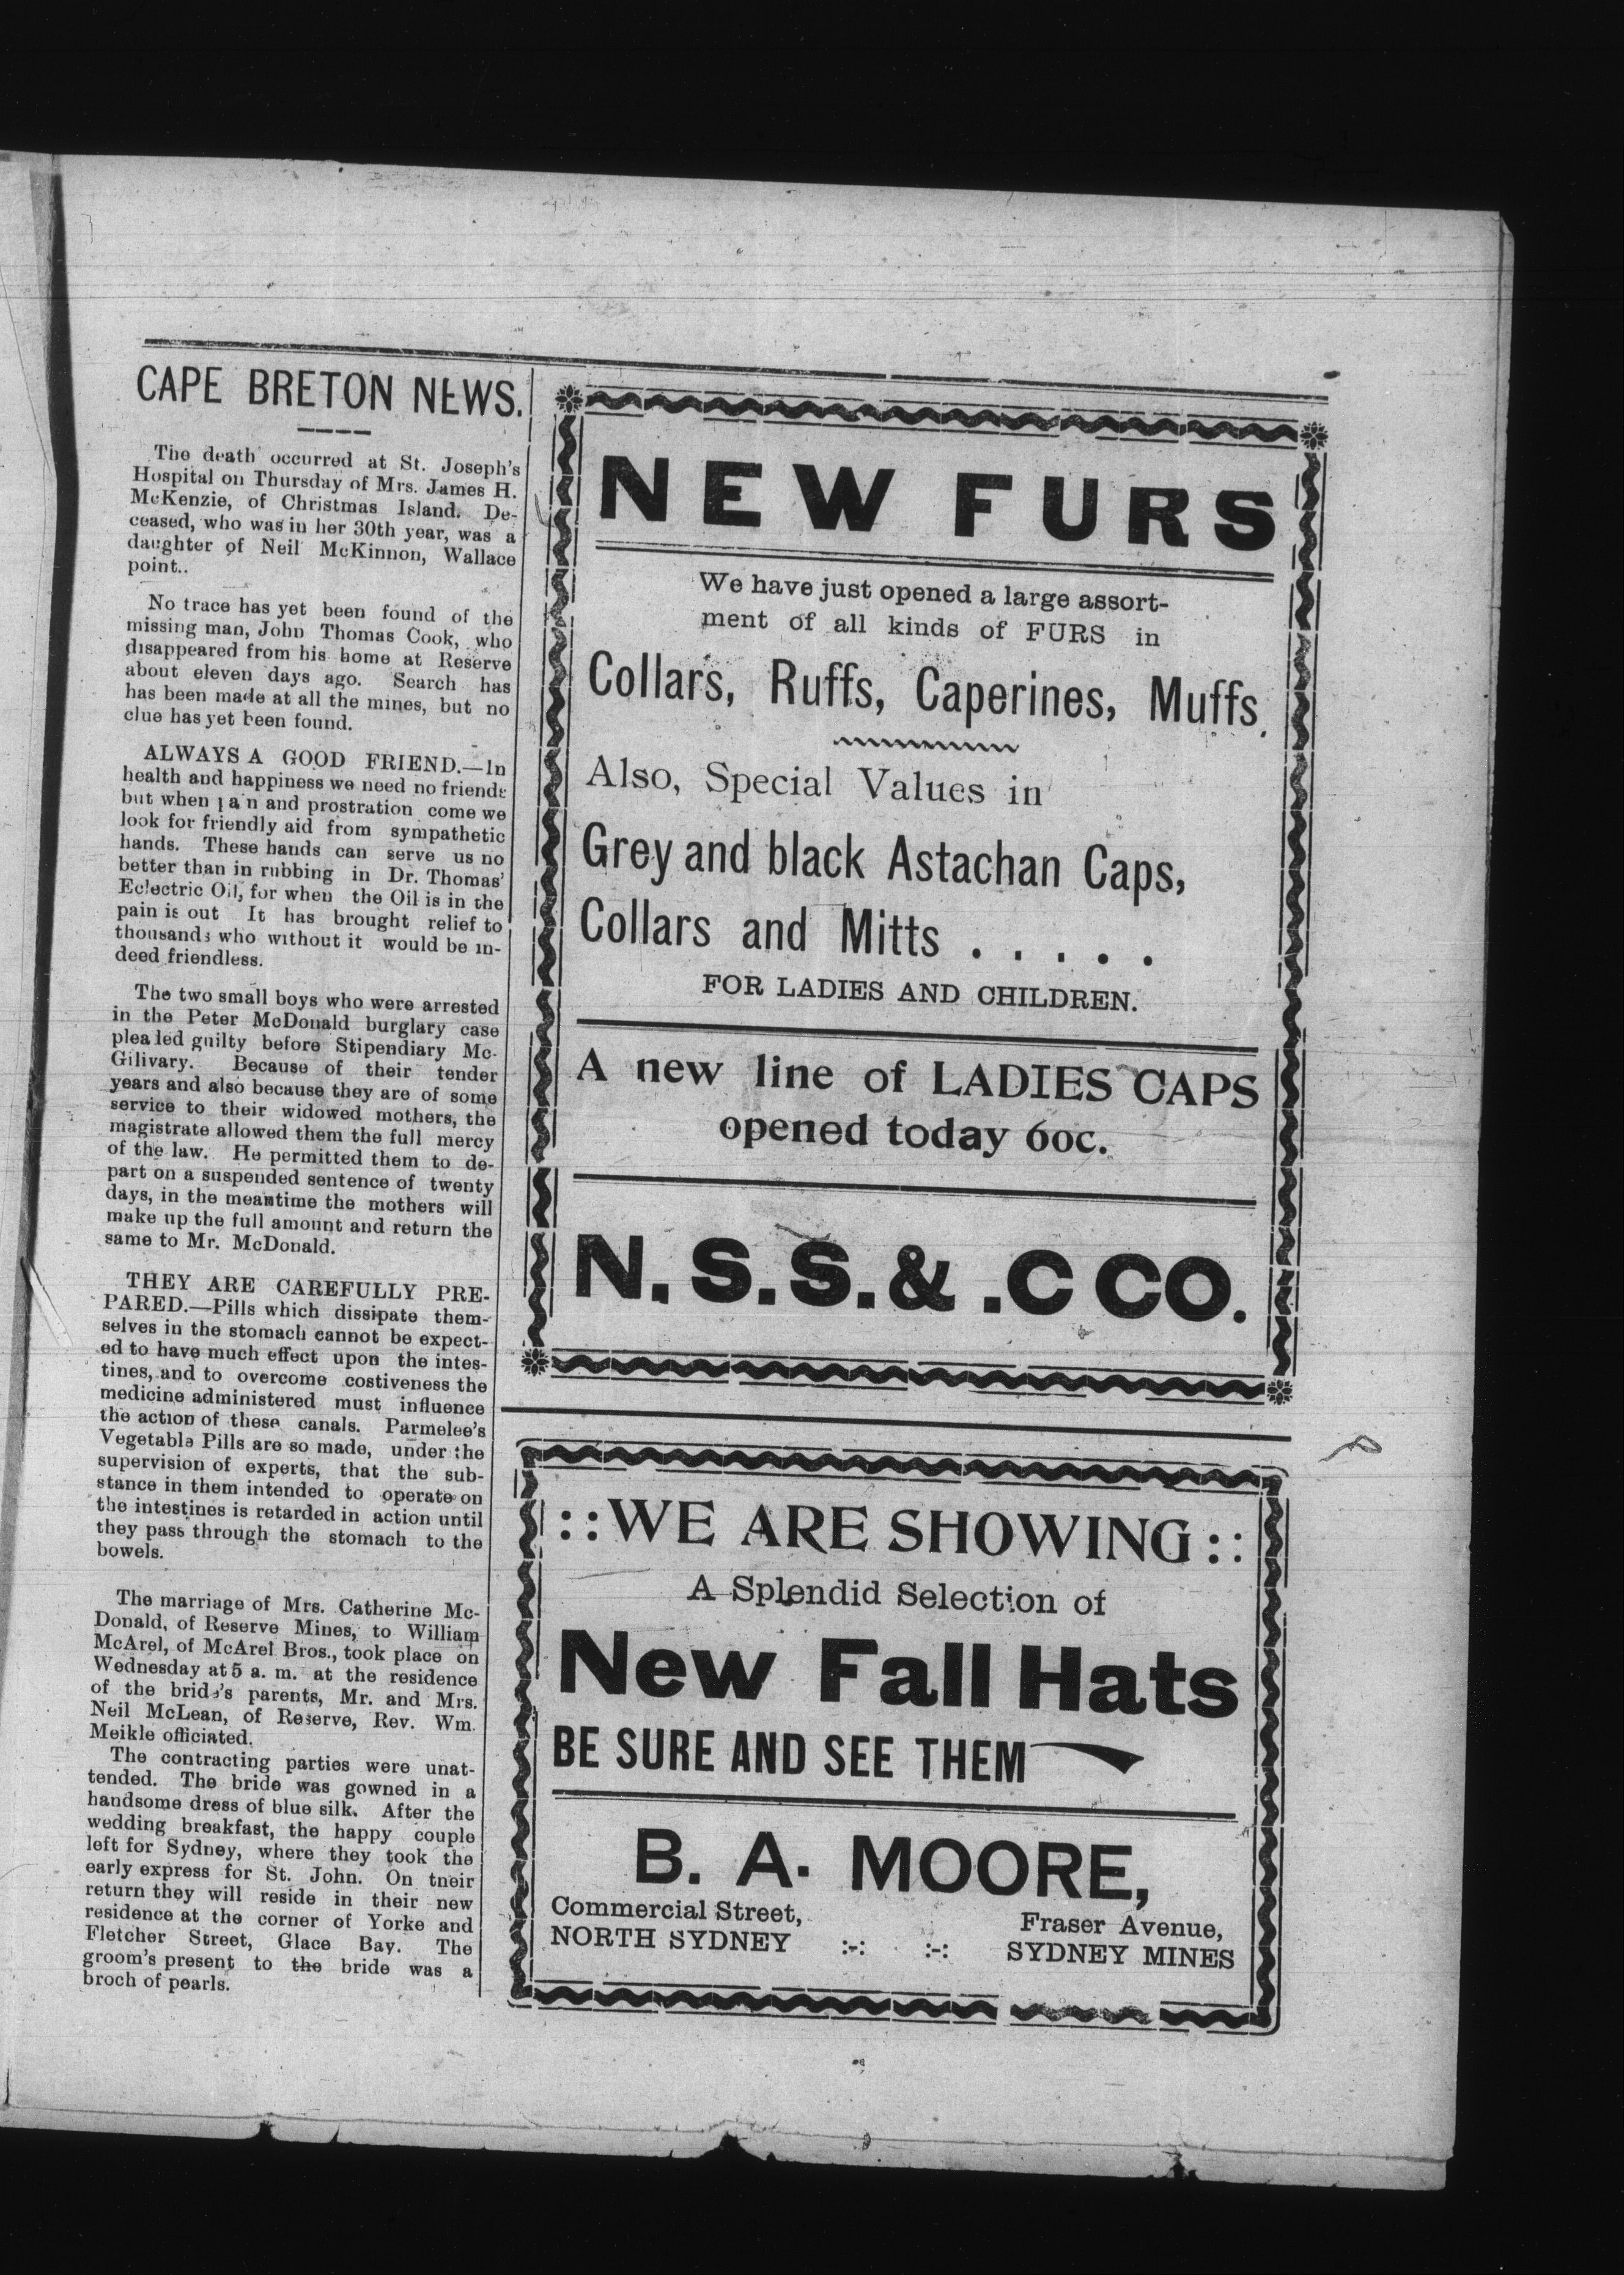 CAPE BRETON NEWS.
The death occurred at St. Joseph's
Hospital on Thursday of Mrs. James H.
McKenzie, of Christmas Island. De-
ceased, who was in her 30th year, was a
daughter of Neil McKinnon, Wallace
point..
No trace has yet been found of the
missing man, John Thomas Cook, who
disappeared from his home at Reserve
about eleven days ago. Search has
has been made at all the mines, but no
clue has yet been found.
ALWAYS A GOOD FRIEND.—In
health and happiness we need no friends
but when pain and prostration come we
look for friendly aid from sympathetic
hands. These hands can serve us no
better than in rubbing in Dr. Thomas'
Eclectric Oil, for when the Oil is in the
pain is out It has brought relief to
thousands who without it would be in-
deed friendless.
The two small boys who were arrested
in the Peter McDonald burglary case
pleaded guilty before Stipendiary Mc-
Gilivary. Because of their tender
years and also because they are of some
service to their widowed mothers, the
magistrate allowed them the full mercy
of the law. He permitted them to de-
part on a suspended sentence of twenty
days, in the meantime the mothers will
make up the full amount and return the
same to Mr. McDonald.
THEY ARE CAREFULLY PRE-
PARED.—Pills which dissipate them-
selves in the stomach cannot be expect-
ed to have much effect upon the intes-
tines, and to overcome costiveness the
medicine administered must influence
the action of these canals. Parmelee's
Vegetable Pills are so made, under the
supervision of experts, that the sub-
stance in them intended to operate on
the intestines is retarded in action until
they pass through the stomach to the
bowels.
The marriage of Mrs. Catherine Mc-
Donald, of Reserve Mines, to William
McArel, of McArel Bros., took place on
Wednesday at 5 a. m. at the residence
of the bride's parents, Mr. and Mrs.
Neil McLean, of Reserve, Rev. Wm.
Meikle officiated.
The contracting parties were unat-
tended. The bride was gowned in a
handsome dress of blue silk. After the
wedding breakfast, the happy couple
left for Sydney, where they took the
early express for St. John. On tneir
return they will reside in their new
residence at the corner of Yorke and
Fletcher Street, Glace Bay. The
groom's present to the bride was a
broch of pearls.
NEW FURS
We have just opened a large assort-
ment of all kinds of FURS in
Collars, Ruffs, Caperines, Muffs.
Also, Special Values in
Grey and black Astachan Caps,
Collars and Mitts . . . . .
FOR LADIES AND CHILDREN.
A new line of LADIES CAPS
opened today 60c.
N. S. S. & .C CO.
::WE ARE SHOWING::
A Splendid Selection of
New Fall Hats
BE SURE AND SEE THEM
B. A. MOORE,
Commercial Street, Fraser Avenue,
NORTH SYDNEY :-: :-: SYDNEY MINES